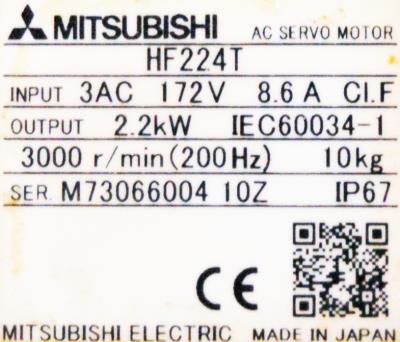 MITSUBISHI AC SERVO MOTOR
HF224T
INPUT 3AC 172V 8.6A CI.F
OUTPUT 2.2kW IEC60034-1
3000 r/min(200Hz) 10kg
SER. M73066004 10Z IP67
CE
MITSUBISHI ELECTRIC MADE IN JAPAN